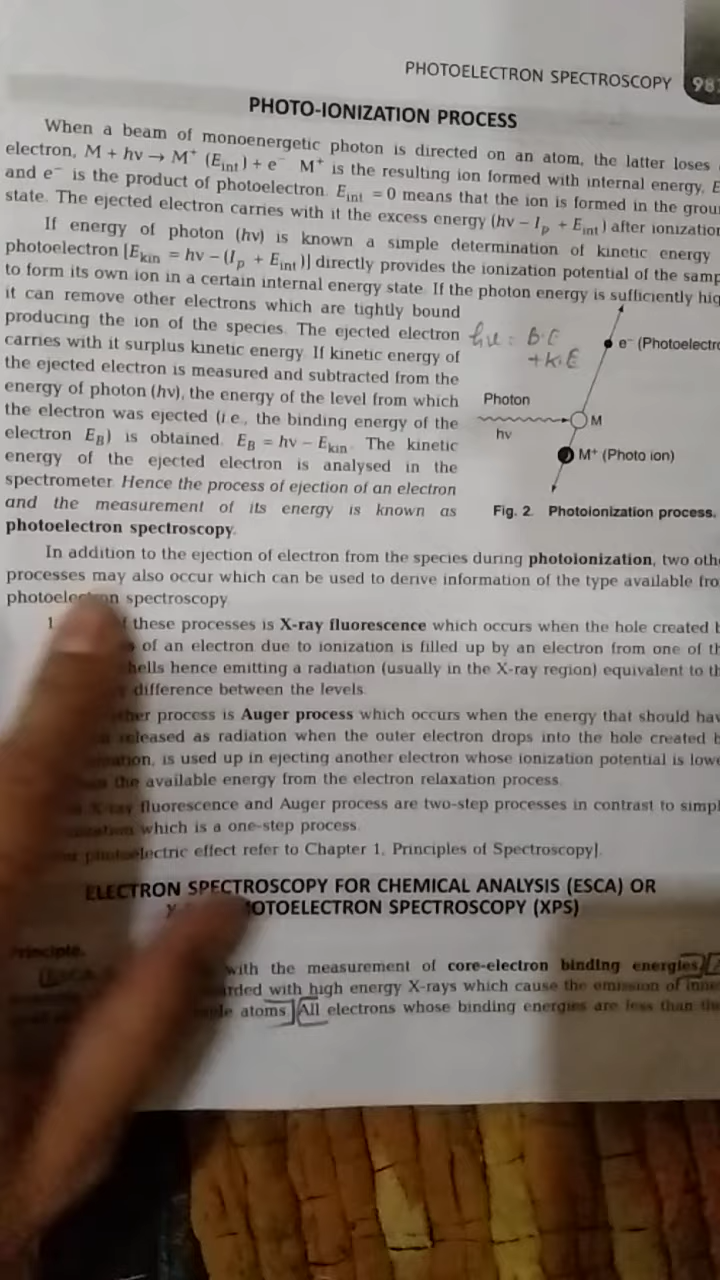 PHOTOELECTRON SPECTROSCOPY 98
PHOTO-IONIZATION PROCESS
When a beam of monoenergetic photon is directed on an atom, the latter loses
electron, M + hν → M⁺ (E_int) + e⁻ M⁺ is the resulting ion formed with internal energy, E
and e⁻ is the product of photoelectron. E_int = 0 means that the ion is formed in the grou
state. The ejected electron carries with it the excess energy (hν – I_p + E_int) after ionization
If energy of photon (hν) is known a simple determination of kinetic energy
photoelectron [E_kin = hν – (I_p + E_int)] directly provides the ionization potential of the samp
to form its own ion in a certain internal energy state. If the photon energy is sufficiently hig
it can remove other electrons which are tightly bound
producing the ion of the species. The ejected electron
carries with it surplus kinetic energy. If kinetic energy of
the ejected electron is measured and subtracted from the
energy of photon (hν), the energy of the level from which
the electron was ejected (i.e., the binding energy of the
electron E_B) is obtained. E_B = hν – E_kin. The kinetic
energy of the ejected electron is analysed in the
spectrometer. Hence the process of ejection of an electron
and the measurement of its energy is known as
photoelectron spectroscopy.
hν = B.E
+ K.E
e⁻ (Photoelectro
Photon
hν
M
M⁺ (Photo ion)
Fig. 2. Photoionization process.
In addition to the ejection of electron from the species during photoionization, two othe
processes may also occur which can be used to derive information of the type available fro
photoelectron spectroscopy.
1 these processes is X-ray fluorescence which occurs when the hole created b
of an electron due to ionization is filled up by an electron from one of th
hells hence emitting a radiation (usually in the X-ray region) equivalent to th
difference between the levels.
her process is Auger process which occurs when the energy that should hav
released as radiation when the outer electron drops into the hole created b
is used up in ejecting another electron whose ionization potential is lowe
the available energy from the electron relaxation process.
X-ray fluorescence and Auger process are two-step processes in contrast to simpl
which is a one-step process.
photoelectric effect refer to Chapter 1, Principles of Spectroscopy].
ELECTRON SPECTROSCOPY FOR CHEMICAL ANALYSIS (ESCA) OR
X OTOELECTRON SPECTROSCOPY (XPS)
Principle.
with the measurement of core-electron binding energies.
rded with high energy X-rays which cause the emission of inne
atoms. All electrons whose binding energies are less than the